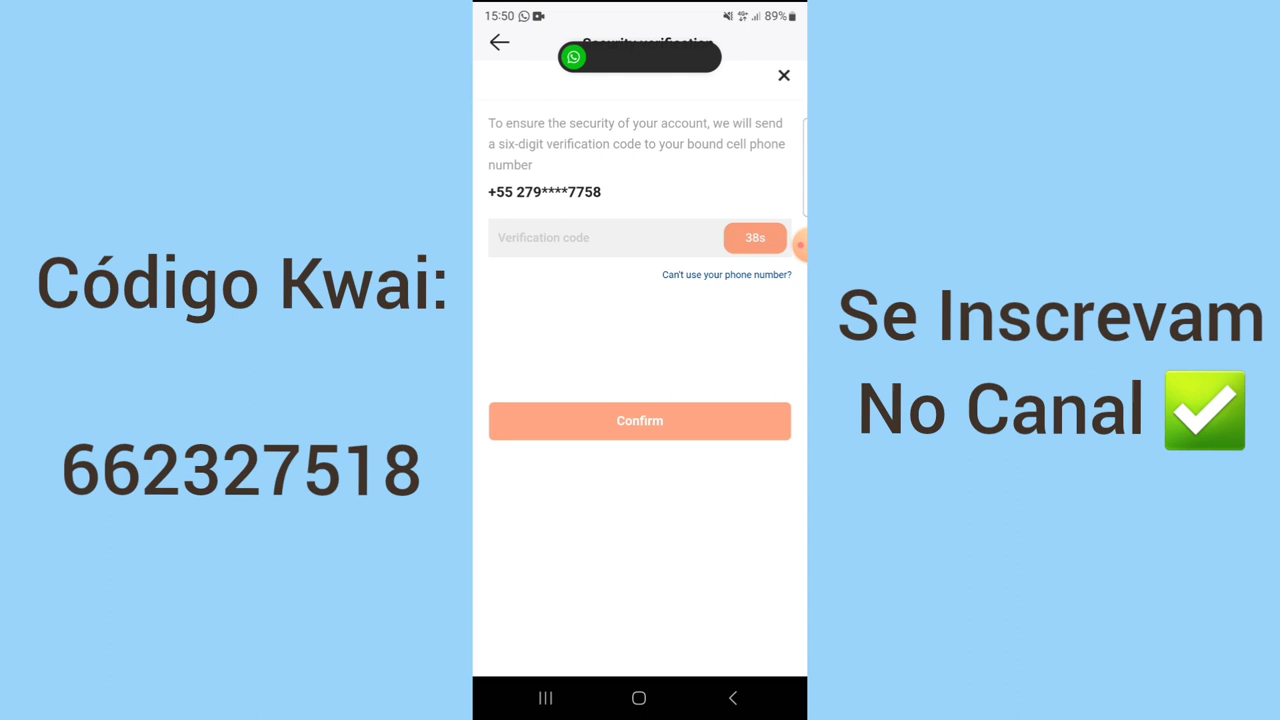 15:50
89%
Security verification
To ensure the security of your account, we will send
a six-digit verification code to your bound cell phone
number
+55 279****7758
Verification code
38s
Can't use your phone number?
Confirm
Código Kwai:
662327518
Se Inscrevam
No Canal ✅